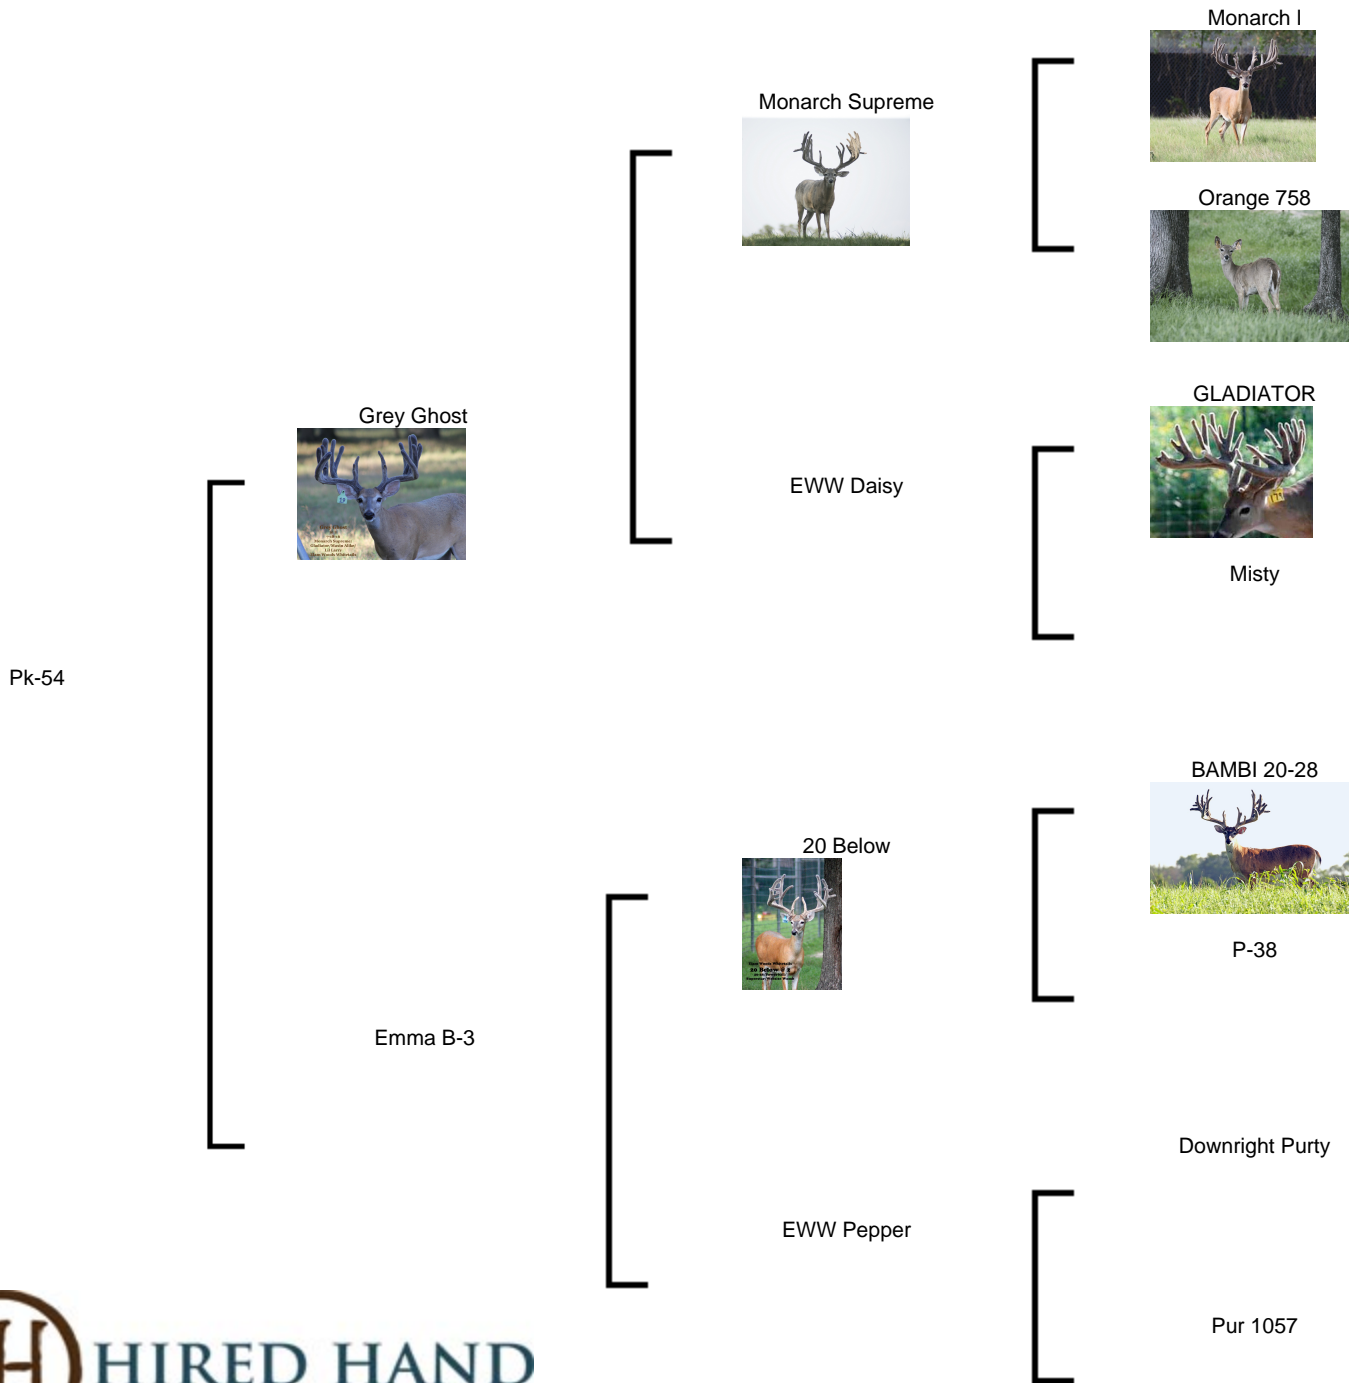 Monarch I
Monarch Supreme
Orange 758
GLADIATOR
Grey Ghost
EWW Daisy
Misty
Pk-54
BAMBI 20-28
20 Below
P-38
Emma B-3
Downright Purty
EWW Pepper
Pur 1057
H HIRED HAND